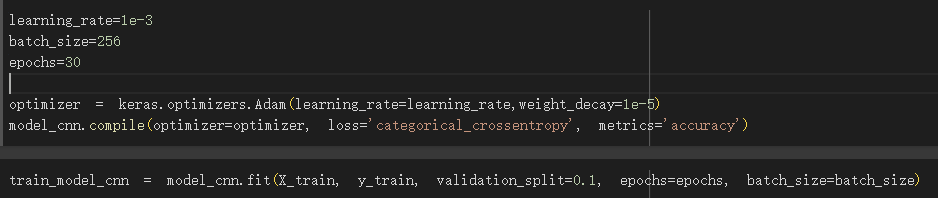 learning_rate=1e-3
batch_size=256
epochs=30
optimizer = keras.optimizers.Adam(learning_rate=learning_rate,weight_decay=1e-5)
model_cnn.compile(optimizer=optimizer, loss='categorical_crossentropy', metrics='accuracy')
train_model_cnn = model_cnn.fit(X_train, y_train, validation_split=0.1, epochs=epochs, batch_size=batch_size)